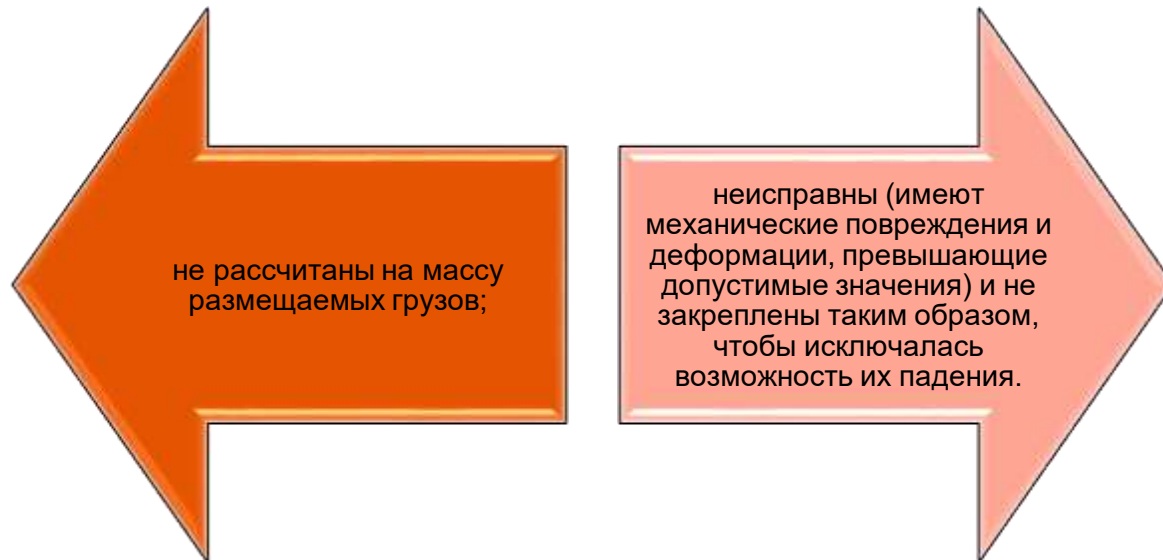 не рассчитаны на массу
размещаемых грузов;
неисправны (имеют
механические повреждения и
деформации, превышающие
допустимые значения) и не
закреплены таким образом,
чтобы исключалась
возможность их падения.